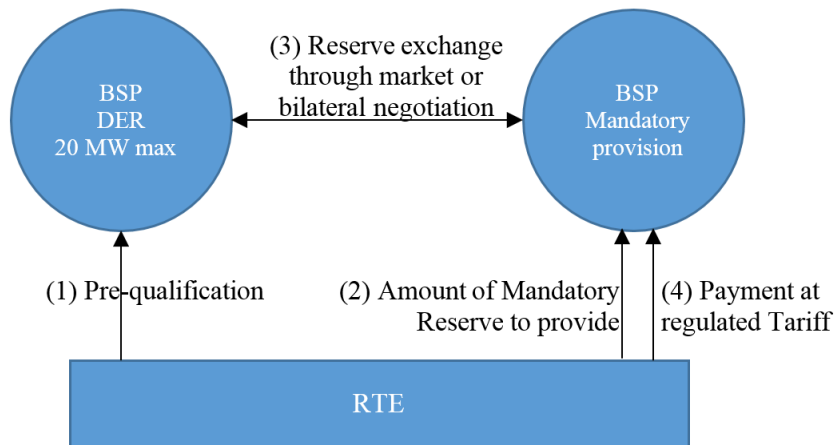 (3) Reserve exchange
through market or
bilateral negotiation
BSP
DER
20 MW max
BSP
Mandatory
provision
(1) Pre-qualification
(2) Amount of Mandatory
Reserve to provide
(4) Payment at
regulated Tariff
RTE